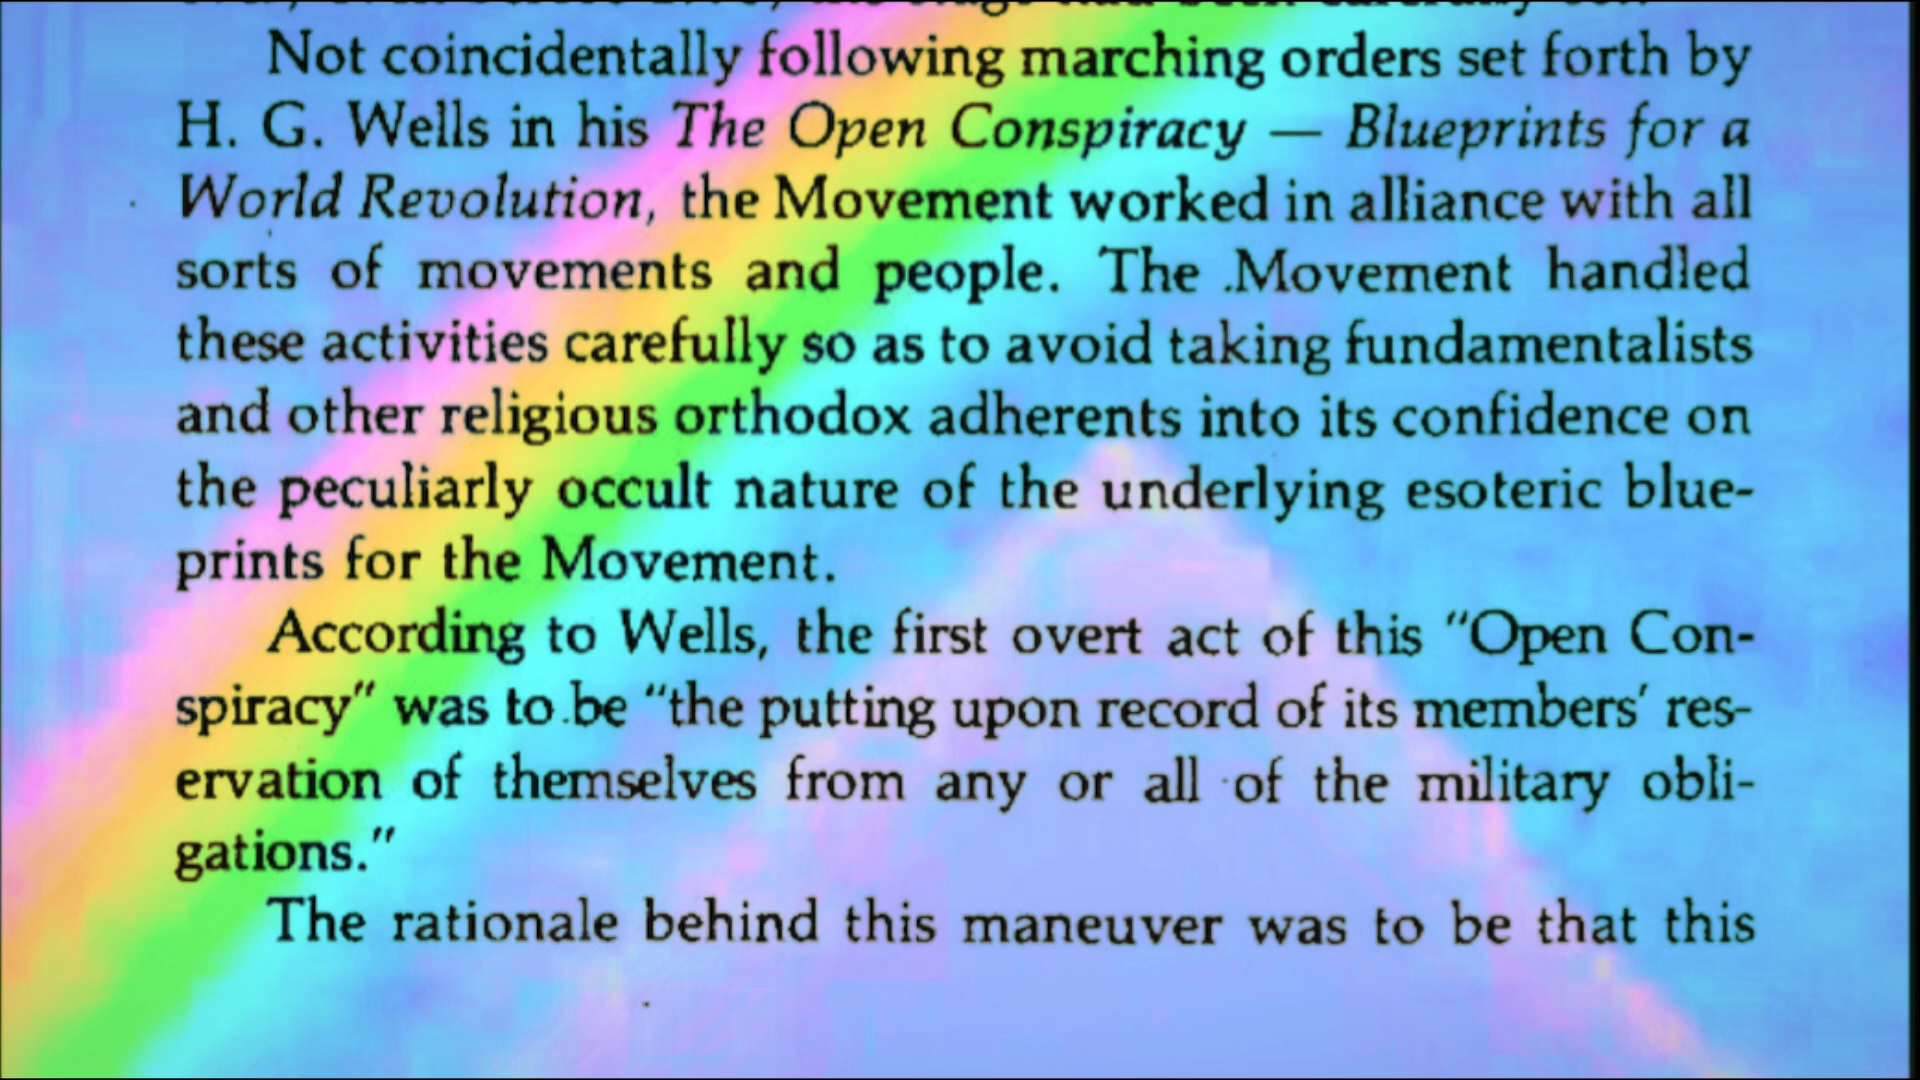 Not coincidentally following marching orders set forth by
H. G. Wells in his The Open Conspiracy — Blueprints for a
World Revolution, the Movement worked in alliance with all
sorts of movements and people. The Movement handled
these activities carefully so as to avoid taking fundamentalists
and other religious orthodox adherents into its confidence on
the peculiarly occult nature of the underlying esoteric blue-
prints for the Movement.
According to Wells, the first overt act of this “Open Con-
spiracy” was to be “the putting upon record of its members’ res-
ervation of themselves from any or all of the military obli-
gations.”
The rationale behind this maneuver was to be that this